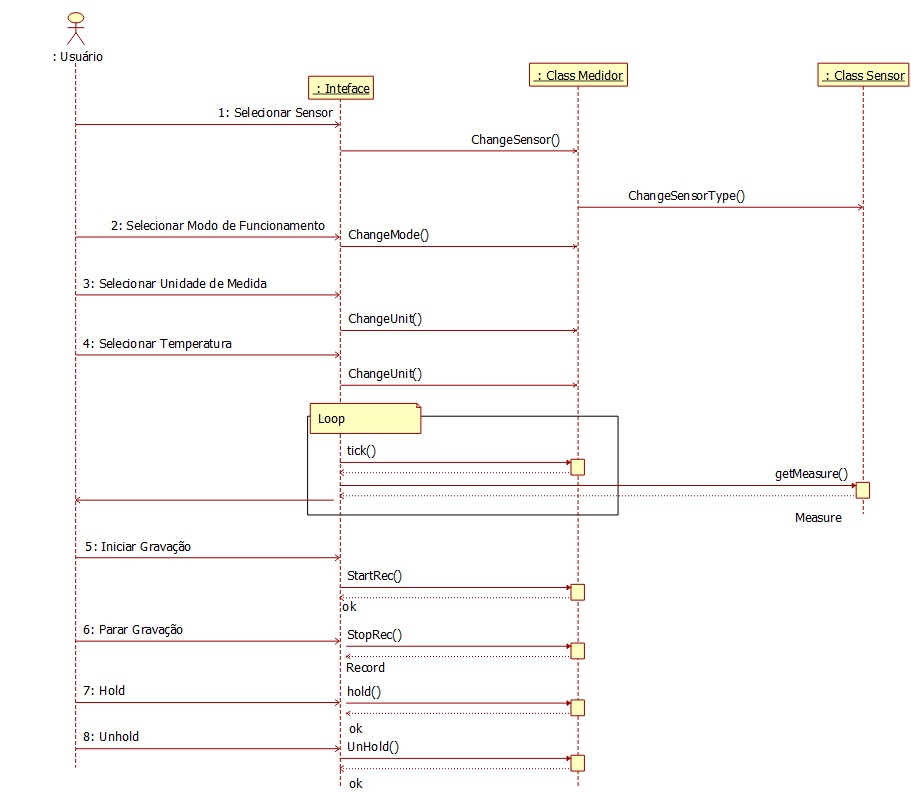 : Usuário
: Inteface
: Class Medidor
: Class Sensor
1: Selecionar Sensor
ChangeSensor()
ChangeSensorType()
2: Selecionar Modo de Funcionamento
ChangeMode()
3: Selecionar Unidade de Medida
ChangeUnit()
4: Selecionar Temperatura
ChangeUnit()
Loop
tick()
getMeasure()
Measure
5: Iniciar Gravação
StartRec()
ok
6: Parar Gravação
StopRec()
Record
7: Hold
hold()
ok
8: Unhold
UnHold()
ok